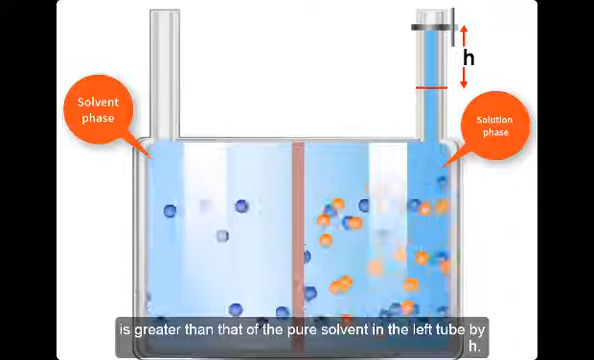 h
Solvent
phase
Solution
phase
is greater than that of the pure solvent in the left tube by
h.